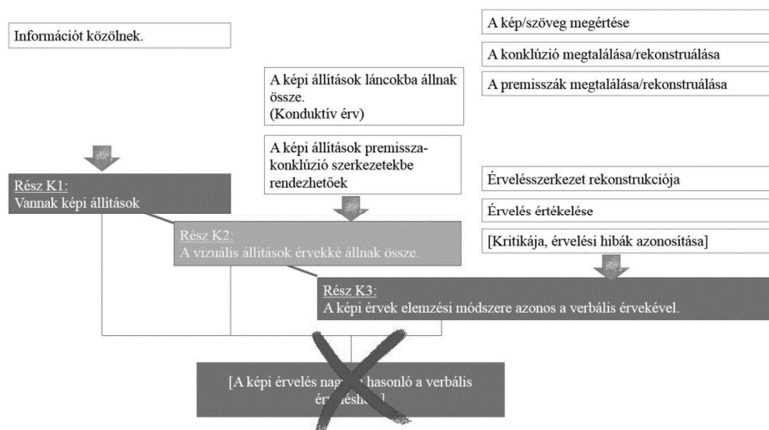 Információt közölnek.
A kép/szöveg megértése
A konklúzió megtalálása/rekonstruálása
A premisszák megtalálása/rekonstruálása
A képi állítások láncokba állnak
össze.
(Konduktív érv)
A képi állítások premissza-
konklúzió szerkezetekbe
rendezhetőek
Rész K1:
Vannak képi állítások
Érvelésszerkezet rekonstrukciója
Érvelés értékelése
[Kritikája, érvelési hibák azonosítása]
Rész K2:
A vizuális állítások érvekké állnak össze.
Rész K3:
A képi érvek elemzési módszere azonos a verbális érvekével.
[A képi érvelés hasonló a verbális